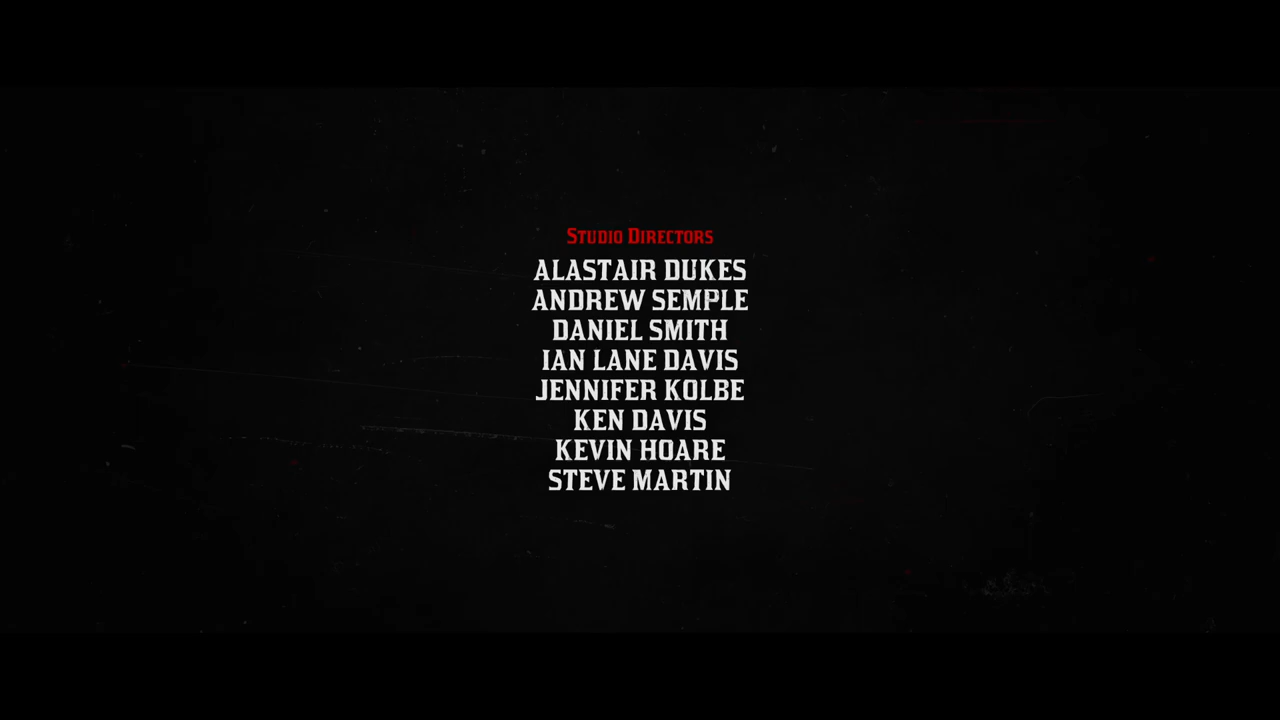 Studio Directors
ALASTAIR DUKES
ANDREW SEMPLE
DANIEL SMITH
IAN LANE DAVIS
JENNIFER KOLBE
KEN DAVIS
KEVIN HOARE
STEVE MARTIN